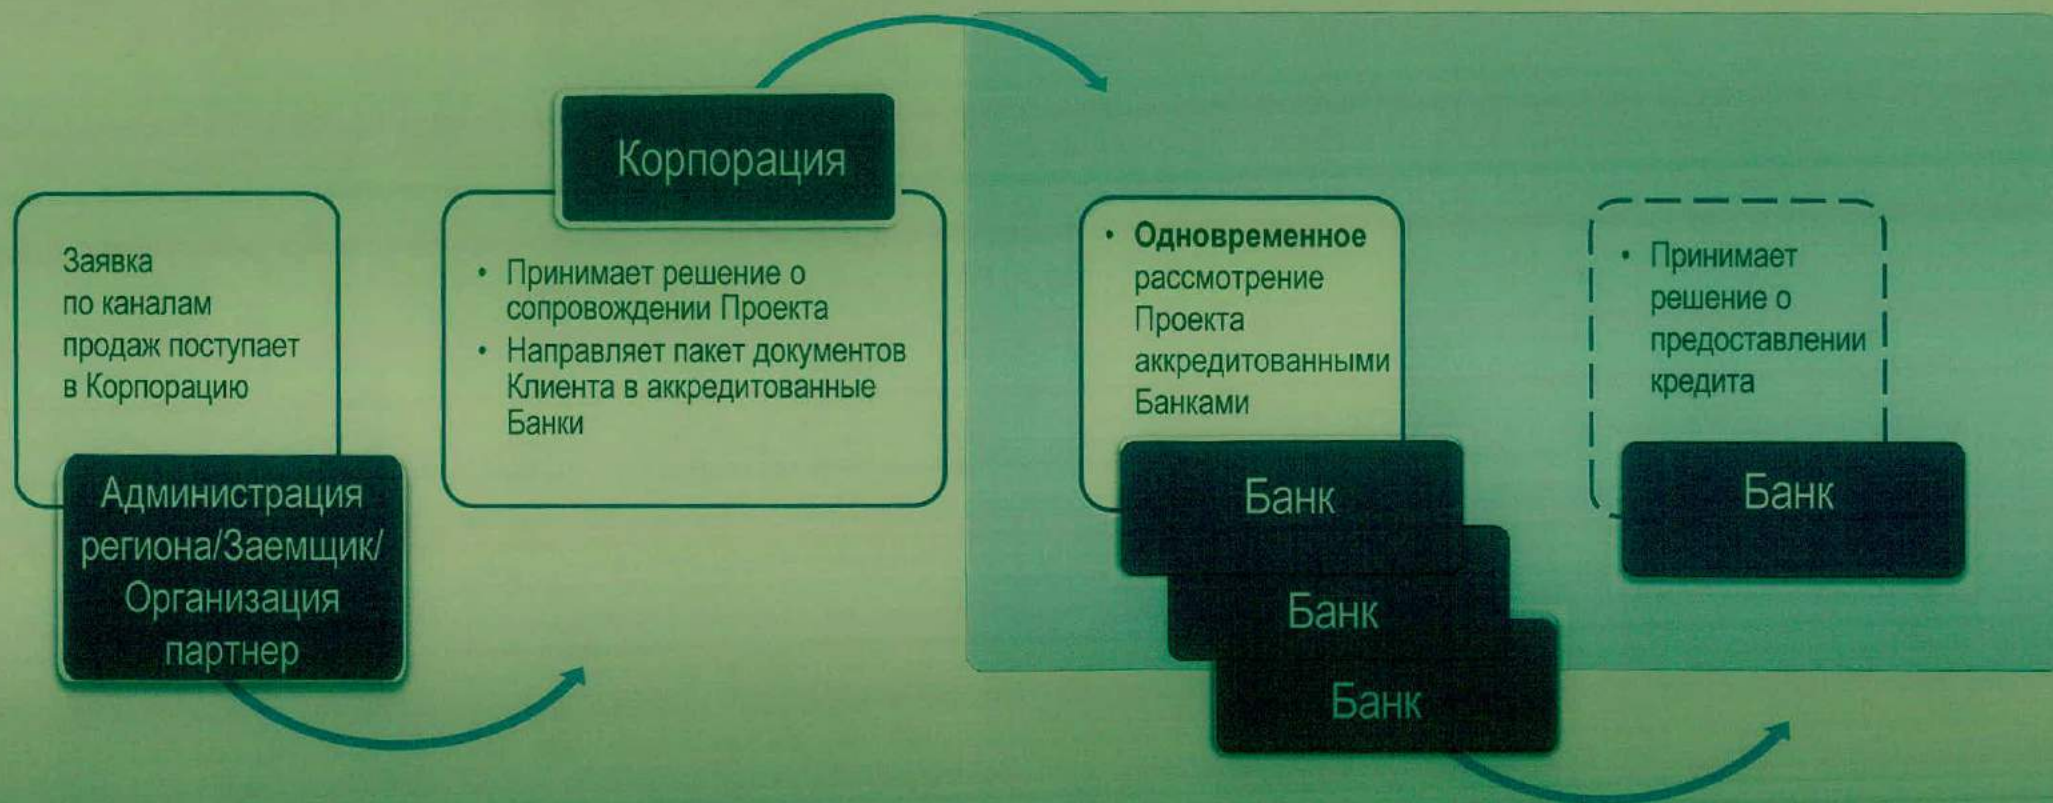 Заявка
по каналам
продаж поступает
в Корпорацию
Администрация
региона/Заемщик/
Организация
партнер
Корпорация
• Принимает решение о
сопровождении Проекта
• Направляет пакет документов
Клиента в аккредитованные
Банки
• Одновременное
рассмотрение
Проекта
аккредитованными
Банками
Банк
Банк
Банк
• Принимает
решение о
предоставлении
кредита
Банк